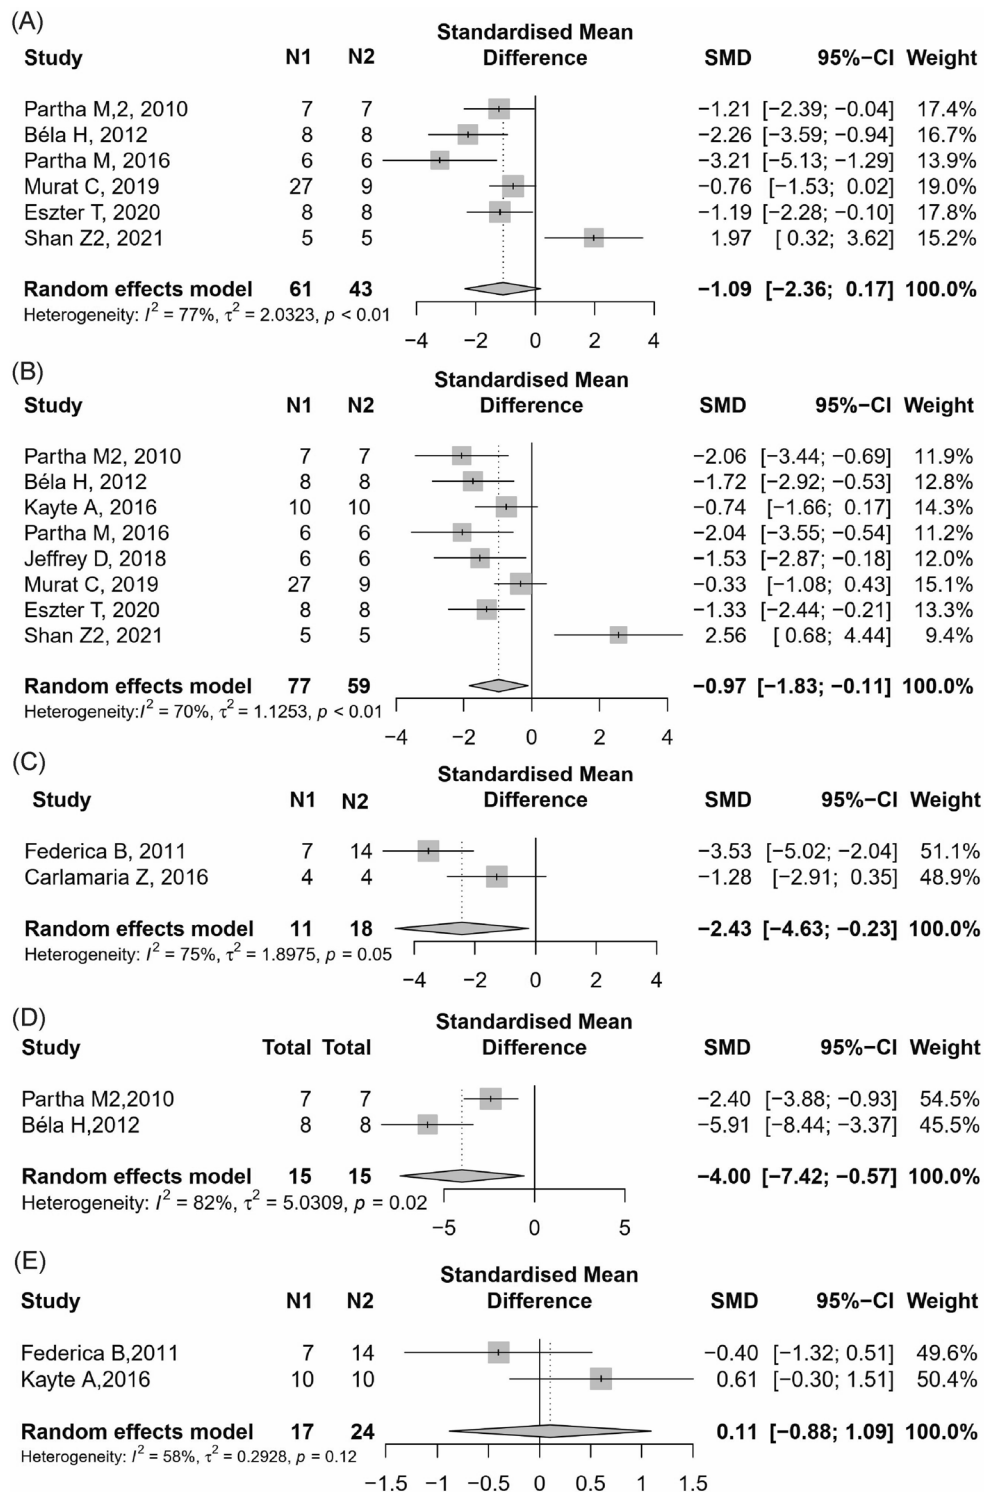 (A)
Standardised Mean
Study N1 N2 Difference SMD 95%−CI Weight
Partha M,2, 2010 7 7 −1.21 [−2.39; −0.04] 17.4%
Béla H, 2012 8 8 −2.26 [−3.59; −0.94] 16.7%
Partha M, 2016 6 6 −3.21 [−5.13; −1.29] 13.9%
Murat C, 2019 27 9 −0.76 [−1.53; 0.02] 19.0%
Eszter T, 2020 8 8 −1.19 [−2.28; −0.10] 17.8%
Shan Z2, 2021 5 5 1.97 [ 0.32; 3.62] 15.2%
Random effects model 61 43 −1.09 [−2.36; 0.17] 100.0%
Heterogeneity: I² = 77%, τ² = 2.0323, p < 0.01
−4 −2 0 2 4
(B)
Standardised Mean
Study N1 N2 Difference SMD 95%−CI Weight
Partha M2, 2010 7 7 −2.06 [−3.44; −0.69] 11.9%
Béla H, 2012 8 8 −1.72 [−2.92; −0.53] 12.8%
Kayte A, 2016 10 10 −0.74 [−1.66; 0.17] 14.3%
Partha M, 2016 6 6 −2.04 [−3.55; −0.54] 11.2%
Jeffrey D, 2018 6 6 −1.53 [−2.87; −0.18] 12.0%
Murat C, 2019 27 9 −0.33 [−1.08; 0.43] 15.1%
Eszter T, 2020 8 8 −1.33 [−2.44; −0.21] 13.3%
Shan Z2, 2021 5 5 2.56 [ 0.68; 4.44] 9.4%
Random effects model 77 59 −0.97 [−1.83; −0.11] 100.0%
Heterogeneity:I² = 70%, τ² = 1.1253, p < 0.01
−4 −2 0 2 4
(C)
Standardised Mean
Study N1 N2 Difference SMD 95%−CI Weight
Federica B, 2011 7 14 −3.53 [−5.02; −2.04] 51.1%
Carlamaria Z, 2016 4 4 −1.28 [−2.91; 0.35] 48.9%
Random effects model 11 18 −2.43 [−4.63; −0.23] 100.0%
Heterogeneity: I² = 75%, τ² = 1.8975, p = 0.05
−4 −2 0 2 4
(D)
Standardised Mean
Study Total Total Difference SMD 95%−CI Weight
Partha M2,2010 7 7 −2.40 [−3.88; −0.93] 54.5%
Béla H,2012 8 8 −5.91 [−8.44; −3.37] 45.5%
Random effects model 15 15 −4.00 [−7.42; −0.57] 100.0%
Heterogeneity: I² = 82%, τ² = 5.0309, p = 0.02
−5 0 5
(E)
Standardised Mean
Study N1 N2 Difference SMD 95%−CI Weight
Federica B,2011 7 14 −0.40 [−1.32; 0.51] 49.6%
Kayte A,2016 10 10 0.61 [−0.30; 1.51] 50.4%
Random effects model 17 24 0.11 [−0.88; 1.09] 100.0%
Heterogeneity: I² = 58%, τ² = 0.2928, p = 0.12
−1.5 −1 −0.5 0 0.5 1 1.5